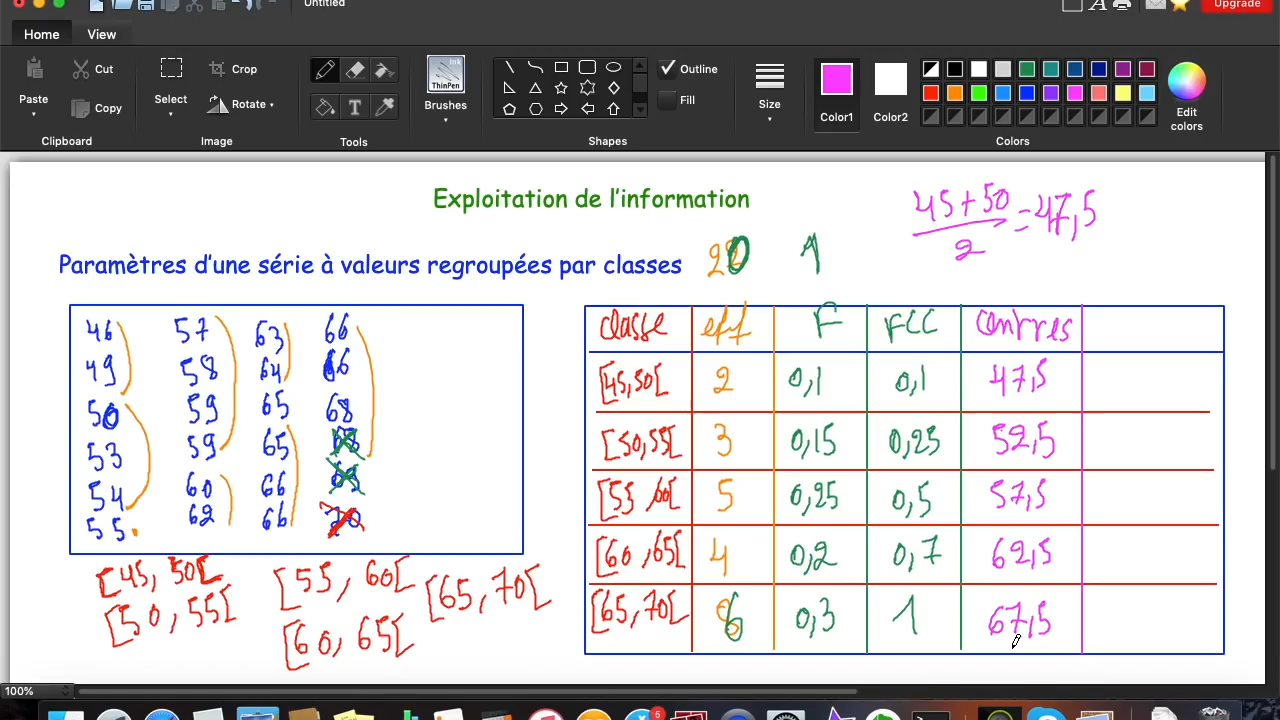 Untitled
Upgrade
Home View
Paste Cut Copy Select Crop Rotate Brushes Outline Fill Size Color1 Color2 Edit colors
ThinPen
Clipboard Image Tools Shapes Colors
Exploitation de l'information
45+50/2 = 47,5
Paramètres d'une série à valeurs regroupées par classes
20 1
46 57 63 66
49 58 64 66
50 59 65 68
53 59 65
54 60 66
55 62 66
[45, 50[ [55, 60[ [65, 70[
[50, 55[ [60, 65[
classe eff F FCC Centres
[45,50[ 2 0,1 0,1 47,5
[50,55[ 3 0,15 0,25 52,5
[55 ,60[ 5 0,25 0,5 57,5
[60 ,65[ 4 0,2 0,7 62,5
[65,70[ 6 0,3 1 67,5
100%
5